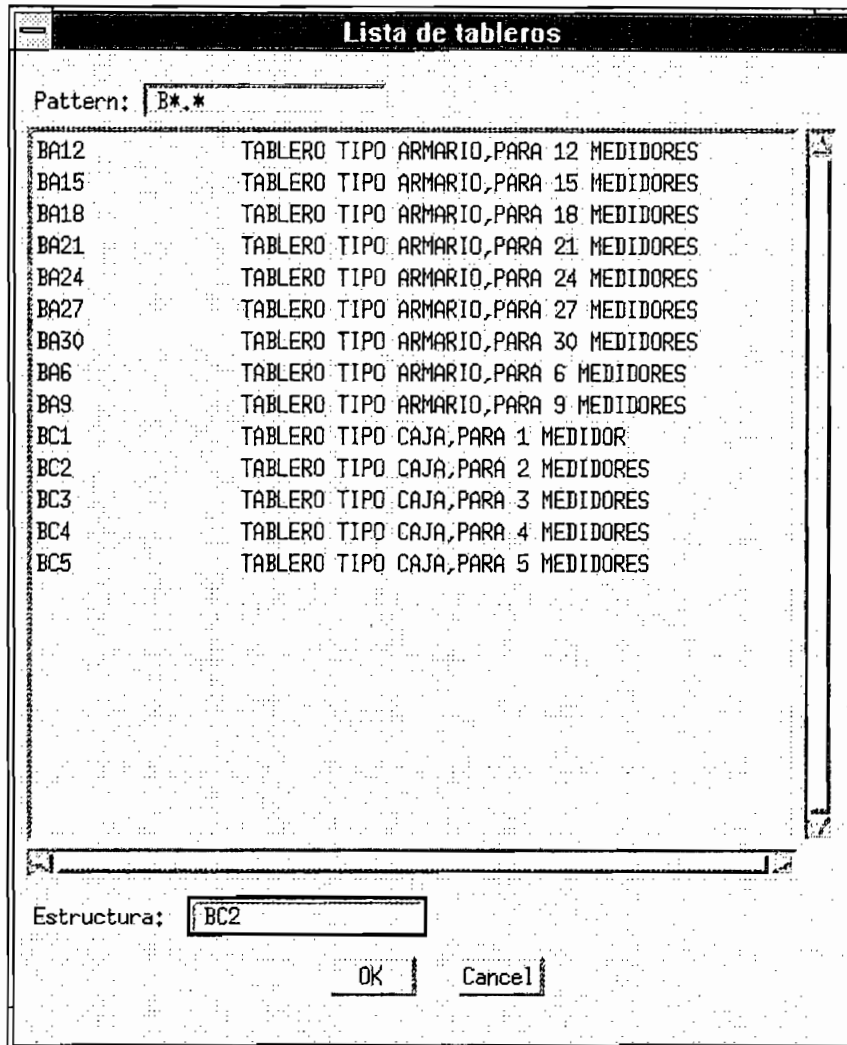 Lista de tableros
Pattern: B*.*
BA12 TABLERO TIPO ARMARIO,PARA 12 MEDIDORES
BA15 TABLERO TIPO ARMARIO,PARA 15 MEDIDORES
BA18 TABLERO TIPO ARMARIO,PARA 18 MEDIDORES
BA21 TABLERO TIPO ARMARIO,PARA 21 MEDIDORES
BA24 TABLERO TIPO ARMARIO,PARA 24 MEDIDORES
BA27 TABLERO TIPO ARMARIO,PARA 27 MEDIDORES
BA30 TABLERO TIPO ARMARIO,PARA 30 MEDIDORES
BA6 TABLERO TIPO ARMARIO,PARA 6 MEDIDORES
BA9 TABLERO TIPO ARMARIO,PARA 9 MEDIDORES
BC1 TABLERO TIPO CAJA,PARA 1 MEDIDOR
BC2 TABLERO TIPO CAJA,PARA 2 MEDIDORES
BC3 TABLERO TIPO CAJA,PARA 3 MEDIDORES
BC4 TABLERO TIPO CAJA,PARA 4 MEDIDORES
BC5 TABLERO TIPO CAJA,PARA 5 MEDIDORES
Estructura: BC2
OK Cancel